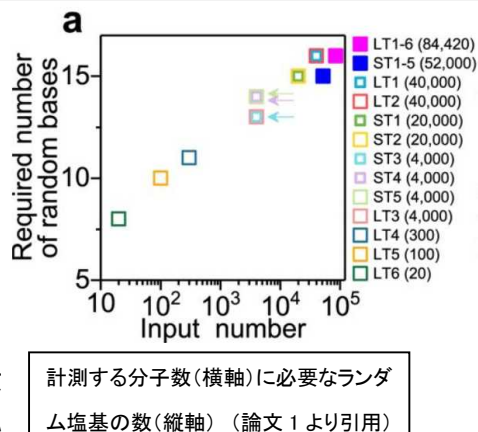 a
Required number
of random bases
15
10
5
10 10² 10³ 10⁴ 10⁵
Input number
LT1-6 (84,420)
ST1-5 (52,000)
LT1 (40,000)
LT2 (40,000)
ST1 (20,000)
ST2 (20,000)
ST3 (4,000)
ST4 (4,000)
ST5 (4,000)
LT3 (4,000)
LT4 (300)
LT5 (100)
LT6 (20)
計測する分子数(横軸)に必要なランダ
ム塩基の数(縦軸) (論文 1 より引用)